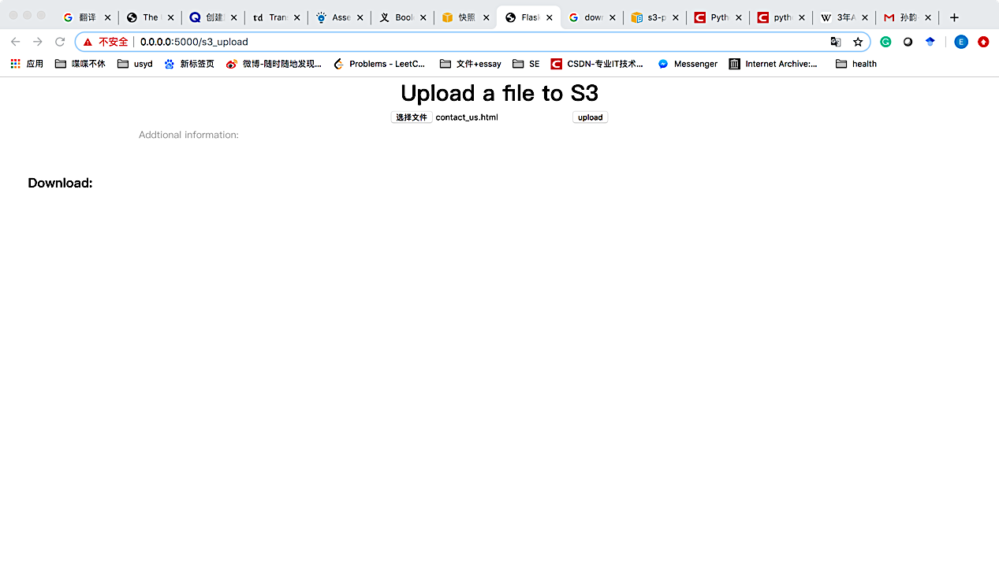 翻译 The 创建 td Tran Asse 义 Bool 快照 Flask dow s3-p Pyth pyth W 3年A 孙韵
不安全 0.0.0.0:5000/s3_upload E
应用 喋喋不休 usyd 新标签页 微博-随时随地发现... Problems - LeetC... 文件+essay SE CSDN-专业IT技术... Messenger Internet Archive:... health
Upload a file to S3
选择文件 contact_us.html upload
Addtional information:
Download: